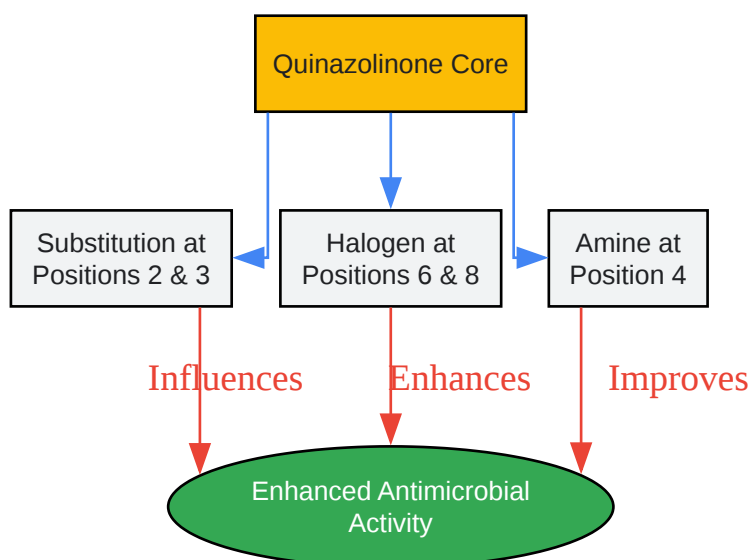 Quinazolinone Core
Substitution at
Positions 2 & 3
Halogen at
Positions 6 & 8
Amine at
Position 4
Influences
Enhances
Improves
Enhanced Antimicrobial
Activity